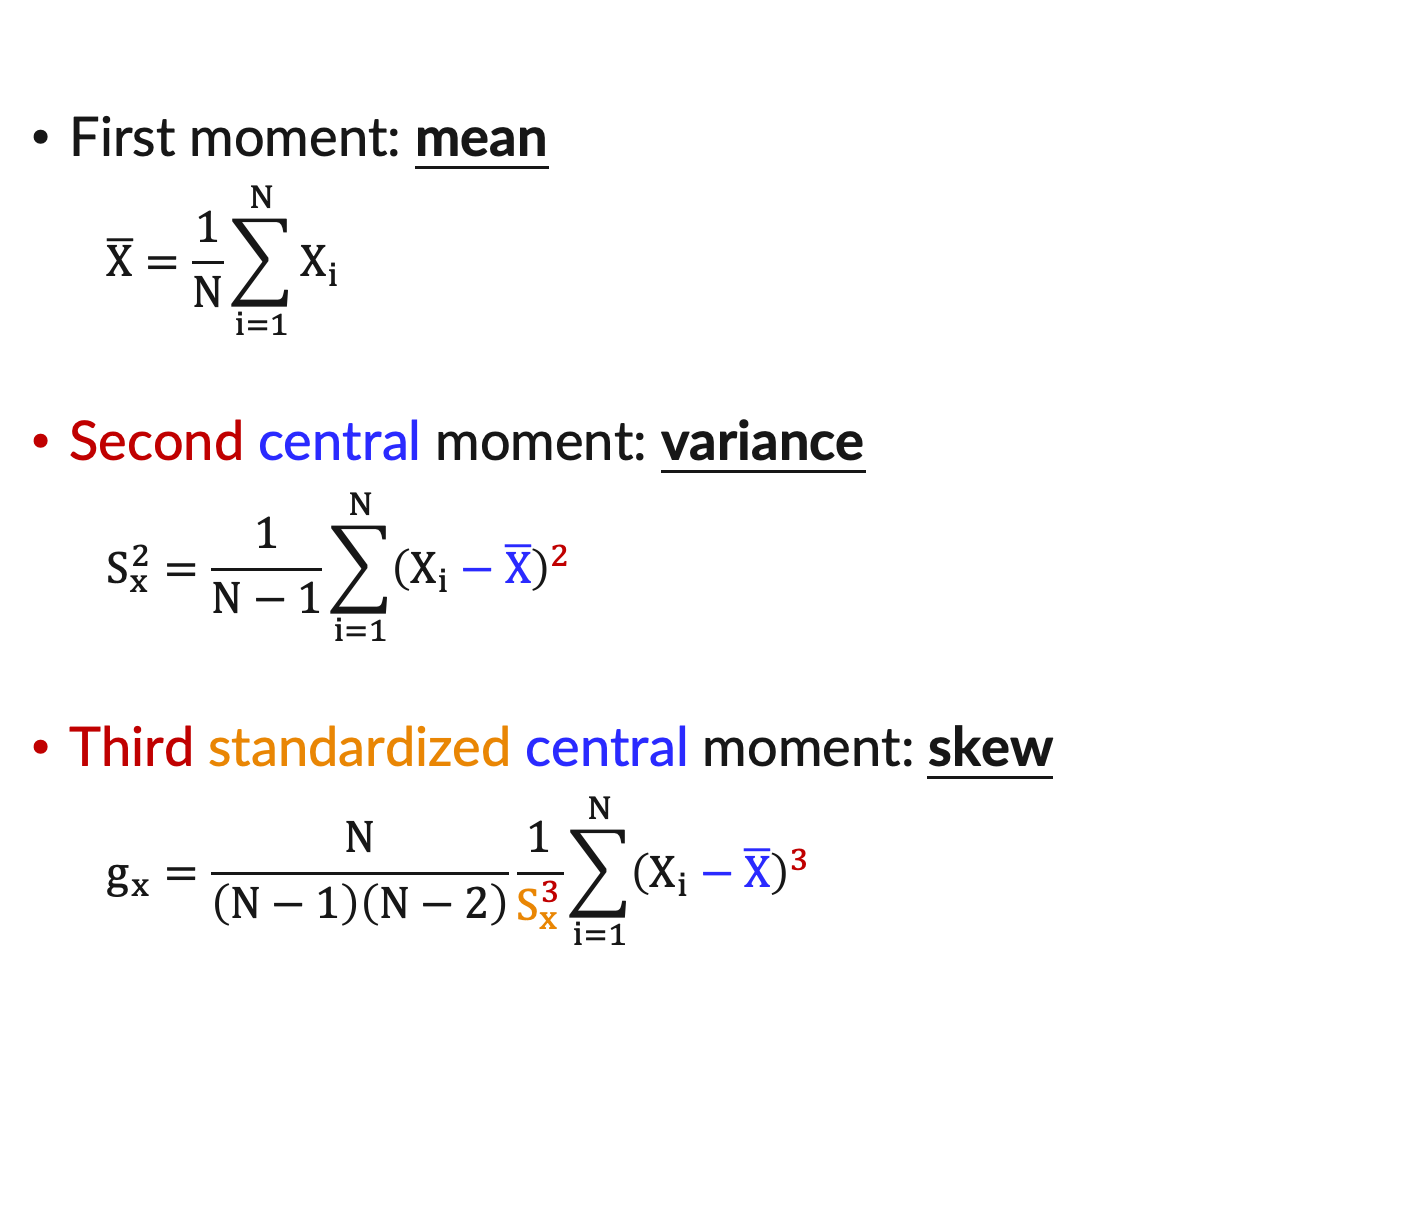 • First moment: mean
X̅ = 1/N ∑_{i=1}^{N} X_i
• Second central moment: variance
S_x^2 = 1/(N − 1) ∑_{i=1}^{N} (X_i − X̅)^2
• Third standardized central moment: skew
g_x = N/((N − 1)(N − 2)) 1/S_x^3 ∑_{i=1}^{N} (X_i − X̅)^3